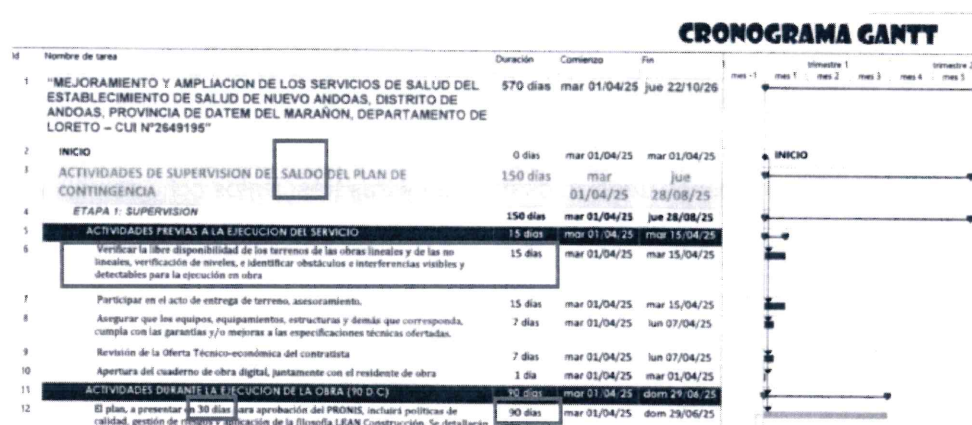 CRONOGRAMA GANTT
Id Nombre de tarea Duración Comienzo Fin trimestre 1 trimestre 2
mes -1 mes 1 mes 2 mes 3 mes 4 mes 5
1 "MEJORAMIENTO Y AMPLIACION DE LOS SERVICIOS DE SALUD DEL 570 días mar 01/04/25 jue 22/10/26
ESTABLECIMIENTO DE SALUD DE NUEVO ANDOAS, DISTRITO DE
ANDOAS, PROVINCIA DE DATEM DEL MARAÑON, DEPARTAMENTO DE
LORETO – CUI N°2649195"
2 INICIO 0 días mar 01/04/25 mar 01/04/25 INICIO
3 ACTIVIDADES DE SUPERVISION DEL SALDO DEL PLAN DE 150 días mar jue
CONTINGENCIA 01/04/25 28/08/25
4 ETAPA 1: SUPERVISION 150 días mar 01/04/25 jue 28/08/25
5 ACTIVIDADES PREVIAS A LA EJECUCION DEL SERVICIO 15 días mar 01/04/25 mar 15/04/25
6 Verificar la libre disponibilidad de los terrenos de las obras lineales y de las no 15 días mar 01/04/25 mar 15/04/25
lineales, verificación de niveles, e identificar obstáculos e interferencias visibles y
detectables para la ejecución en obra
7 Participar en el acto de entrega de terreno, asesoramiento. 15 días mar 01/04/25 mar 15/04/25
8 Asegurar que los equipos, equipamientos, estructuras y demás que corresponda, 7 días mar 01/04/25 lun 07/04/25
cumpla con las garantías y/o mejoras a las especificaciones técnicas ofertadas.
9 Revisión de la Oferta Técnico-económica del contratista 7 días mar 01/04/25 lun 07/04/25
10 Apertura del cuaderno de obra digital, juntamente con el residente de obra 1 día mar 01/04/25 mar 01/04/25
11 ACTIVIDADES DURANTE LA EJECUCION DE LA OBRA (90 D.C) 90 días mar 01/04/25 dom 29/06/25
12 El plan, a presentar en 30 días para aprobación del PRONIS, incluirá políticas de 90 días mar 01/04/25 dom 29/06/25
calidad, gestión de riesgos y aplicación de la filosofía LEAN Construcción. Se detallarán